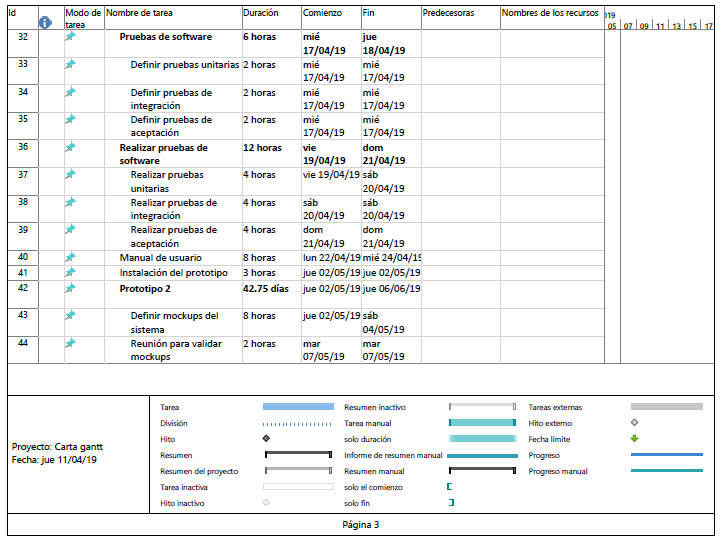 Id Modo de tarea Nombre de tarea Duración Comienzo Fin Predecesoras Nombres de los recursos 019
05 07 09 11 13 15 17
32 Pruebas de software 6 horas mié 17/04/19 jue 18/04/19
33 Definir pruebas unitarias 2 horas mié 17/04/19 mié 17/04/19
34 Definir pruebas de integración 2 horas mié 17/04/19 mié 17/04/19
35 Definir pruebas de aceptación 2 horas mié 17/04/19 mié 17/04/19
36 Realizar pruebas de software 12 horas vie 19/04/19 dom 21/04/19
37 Realizar pruebas unitarias 4 horas vie 19/04/19 sáb 20/04/19
38 Realizar pruebas de integración 4 horas sáb 20/04/19 sáb 20/04/19
39 Realizar pruebas de aceptación 4 horas dom 21/04/19 dom 21/04/19
40 Manual de usuario 8 horas lun 22/04/19 mié 24/04/19
41 Instalación del prototipo 3 horas jue 02/05/19 jue 02/05/19
42 Prototipo 2 42.75 días jue 02/05/19 jue 06/06/19
43 Definir mockups del sistema 8 horas jue 02/05/19 sáb 04/05/19
44 Reunión para validar mockups 2 horas mar 07/05/19 mar 07/05/19
Proyecto: Carta gantt
Fecha: jue 11/04/19
Tarea
División
Hito
Resumen
Resumen del proyecto
Tarea inactiva
Hito inactivo
Resumen inactivo
Tarea manual
solo duración
Informe de resumen manual
Resumen manual
solo el comienzo
solo fin
Tareas externas
Hito externo
Fecha límite
Progreso
Progreso manual
Página 3